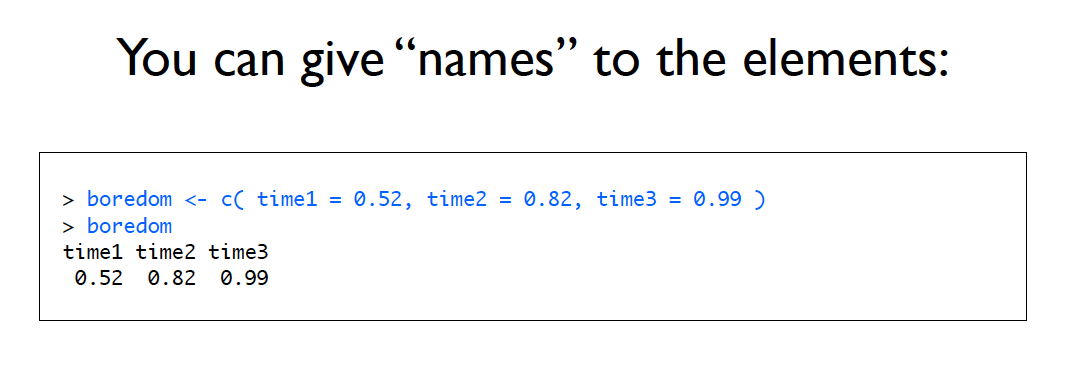 You can give “names” to the elements:
> boredom <- c( time1 = 0.52, time2 = 0.82, time3 = 0.99 )
> boredom
time1 time2 time3
 0.52  0.82  0.99